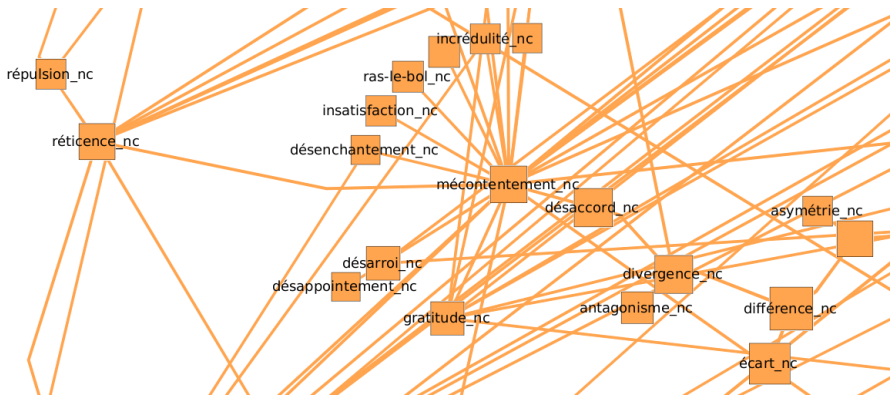 incrédulité_nc
répulsion_nc
ras-le-bol_nc
insatisfaction_nc
réticence_nc
désenchantement_nc
mécontentement_nc
désaccord_nc
asymétrie_nc
désarroi_nc
divergence_nc
désappointement_nc
gratitude_nc
antagonisme_nc
différence_nc
écart_nc